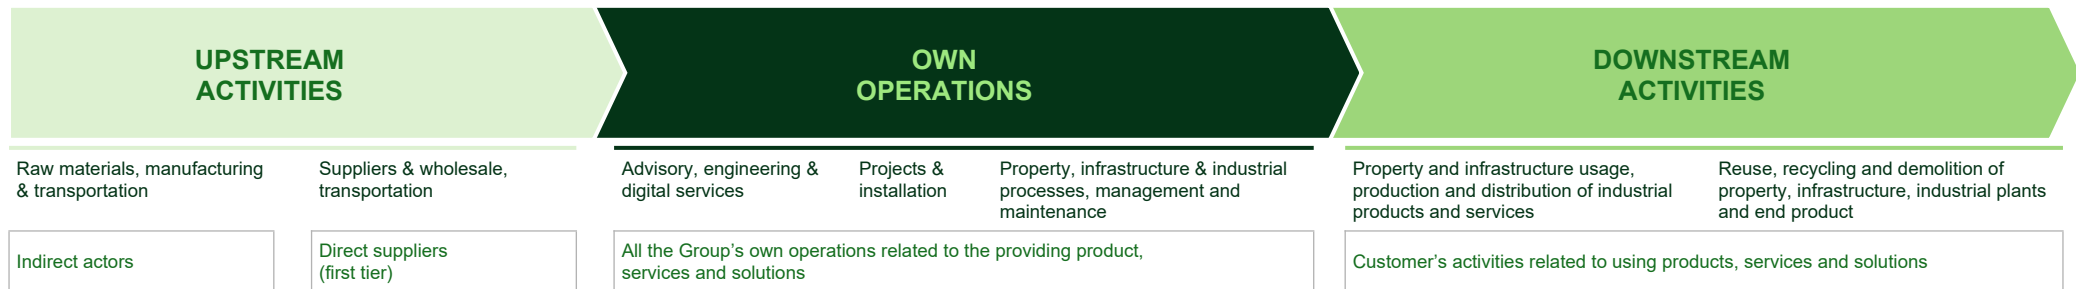 UPSTREAM
ACTIVITIES
OWN
OPERATIONS
DOWNSTREAM
ACTIVITIES
Raw materials, manufacturing
& transportation
Suppliers & wholesale,
transportation
Advisory, engineering &
digital services
Projects &
installation
Property, infrastructure & industrial
processes, management and
maintenance
Property and infrastructure usage,
production and distribution of industrial
products and services
Reuse, recycling and demolition of
property, infrastructure, industrial plants
and end product
Indirect actors
Direct suppliers
(first tier)
All the Group’s own operations related to the providing product,
services and solutions
Customer’s activities related to using products, services and solutions